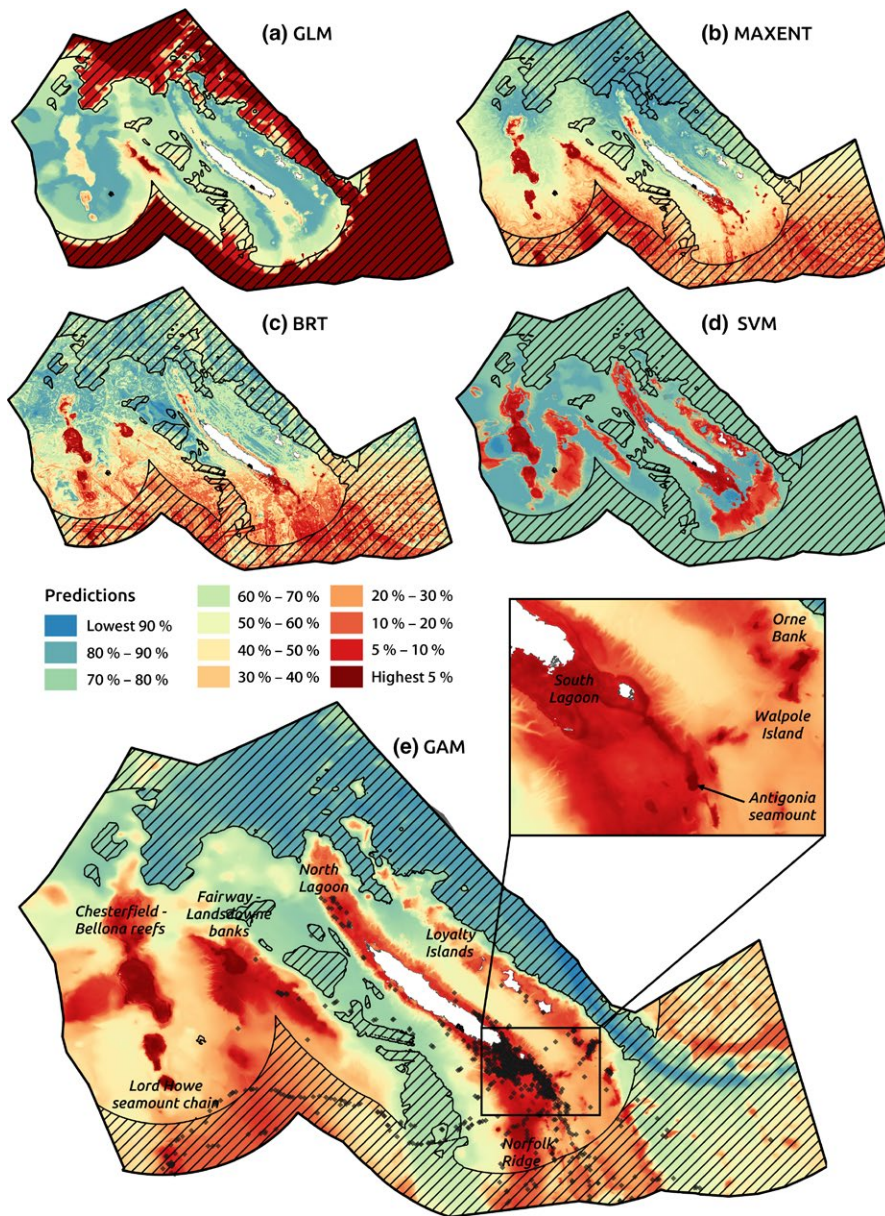 (a) GLM
(b) MAXENT
(c) BRT
(d) SVM
Predictions
Lowest 90 %
80 % – 90 %
70 % – 80 %
60 % – 70 %
50 % – 60 %
40 % – 50 %
30 % – 40 %
20 % – 30 %
10 % – 20 %
5 % – 10 %
Highest 5 %
Orne
Bank
South
Lagoon
Walpole
Island
Antigonia
seamount
(e) GAM
North
Lagoon
Chesterfield -
Bellona reefs
Fairway -
Landsdowne
banks
Loyalty
Islands
Lord Howe
seamount chain
Norfolk
Ridge